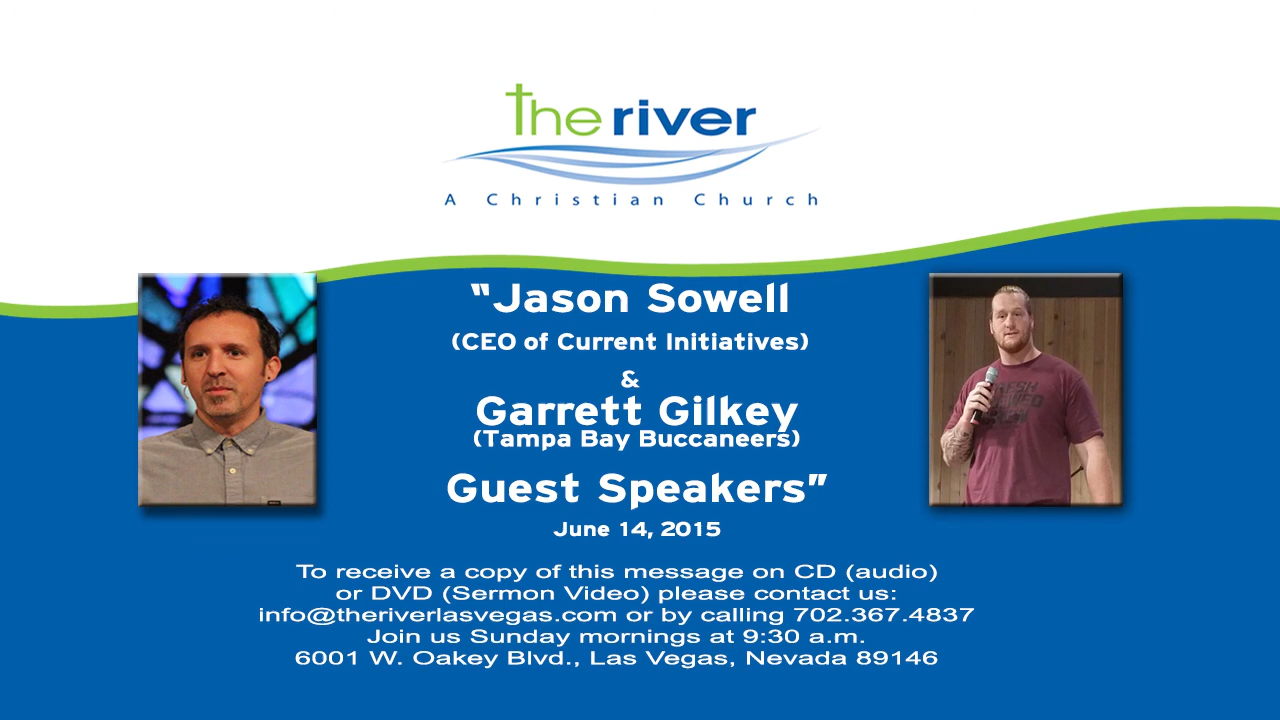 the river
A Christian Church
"Jason Sowell
(CEO of Current Initiatives)
&
Garrett Gilkey
(Tampa Bay Buccaneers)
Guest Speakers"
June 14, 2015
To receive a copy of this message on CD (audio)
or DVD (Sermon Video) please contact us:
info@theriverlasvegas.com or by calling 702.367.4837
Join us Sunday mornings at 9:30 a.m.
6001 W. Oakey Blvd., Las Vegas, Nevada 89146